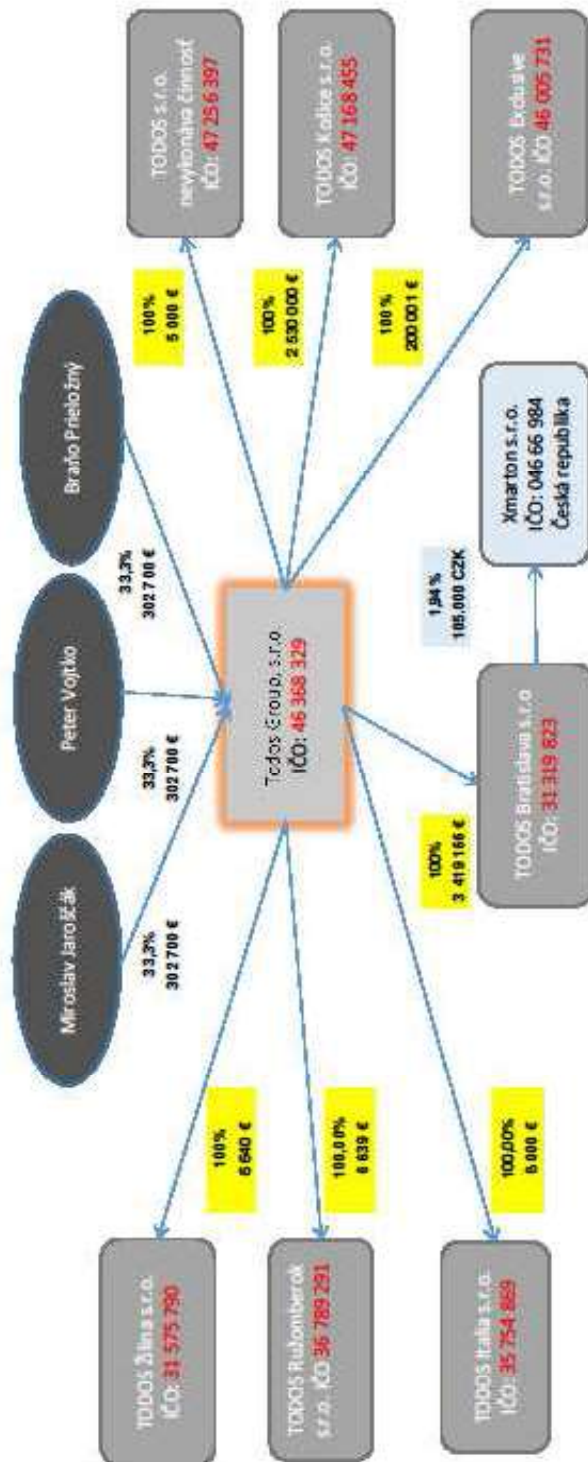 Miroslav Jaroščák
Peter Vojtko
Braňo Prieložný
33,3%
302 700 €
33,3%
302 700 €
33,3%
302 700 €
Todos Group, s.r.o.
IČO: 46 368 329
TODOS Žilina s.r.o.
IČO: 31 575 790
100%
6 640 €
TODOS Ružomberok
s.r.o. IČO 36 789 291
100,00%
6 639 €
TODOS Italia s.r.o.
IČO: 35 754 869
100,00%
5 000 €
100%
3 419 166 €
TODOS Bratislava s.r.o
IČO: 31 319 823
1,94%
105.000 CZK
Xmarton s.r.o.
IČO: 046 66 984
Česká republika
100%
5 000 €
TODOS s.r.o.
nevykonáva činnosť
IČO: 47 256 397
100%
2 530 000 €
TODOS Košice s.r.o.
IČO: 47 168 455
100%
200 001 €
TODOS Exclusive
s.r.o. IČO 46 005 731